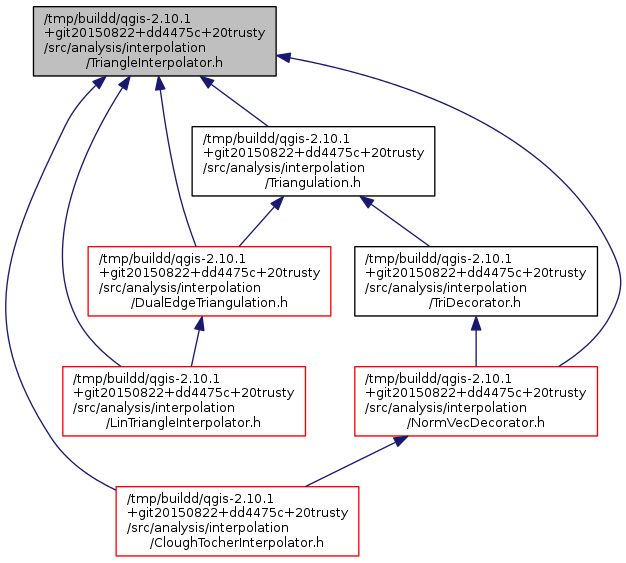 /tmp/buildd/qgis-2.10.1
+git20150822+dd4475c+20trusty
/src/analysis/interpolation
/TriangleInterpolator.h
/tmp/buildd/qgis-2.10.1
+git20150822+dd4475c+20trusty
/src/analysis/interpolation
/Triangulation.h
/tmp/buildd/qgis-2.10.1
+git20150822+dd4475c+20trusty
/src/analysis/interpolation
/DualEdgeTriangulation.h
/tmp/buildd/qgis-2.10.1
+git20150822+dd4475c+20trusty
/src/analysis/interpolation
/TriDecorator.h
/tmp/buildd/qgis-2.10.1
+git20150822+dd4475c+20trusty
/src/analysis/interpolation
/LinTriangleInterpolator.h
/tmp/buildd/qgis-2.10.1
+git20150822+dd4475c+20trusty
/src/analysis/interpolation
/NormVecDecorator.h
/tmp/buildd/qgis-2.10.1
+git20150822+dd4475c+20trusty
/src/analysis/interpolation
/CloughTocherInterpolator.h